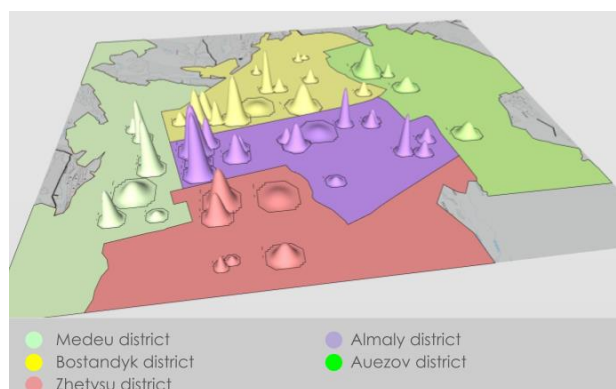 Medeu district
Bostandyk district
Zhetysu district
Almaly district
Auezov district